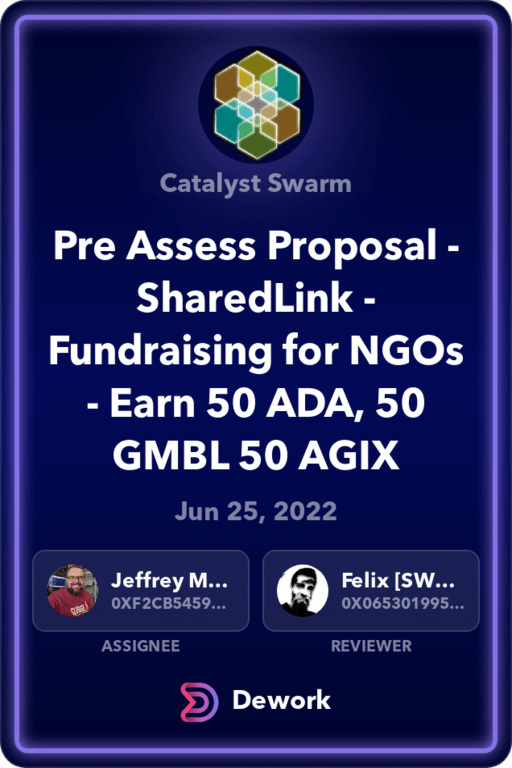 Catalyst Swarm
Pre Assess Proposal -
SharedLink -
Fundraising for NGOs
- Earn 50 ADA, 50
GMBL 50 AGIX
Jun 25, 2022
Jeffrey M...
0XF2CB5459...
ASSIGNEE
Felix [SW...
0X065301995...
REVIEWER
Dework